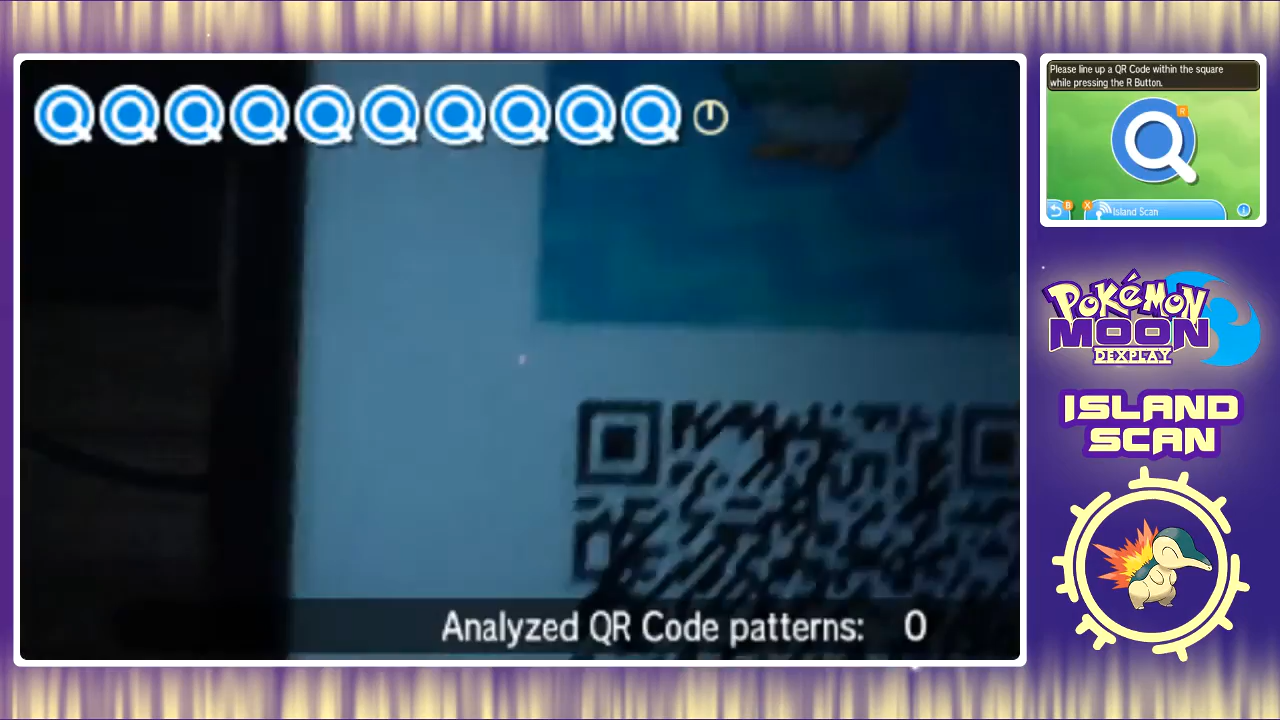 Analyzed QR Code patterns: 0
Please line up a QR Code within the square
while pressing the R Button.
R
B
X
Island Scan
POKéMON
MOON
DEXPLAY
ISLAND
SCAN